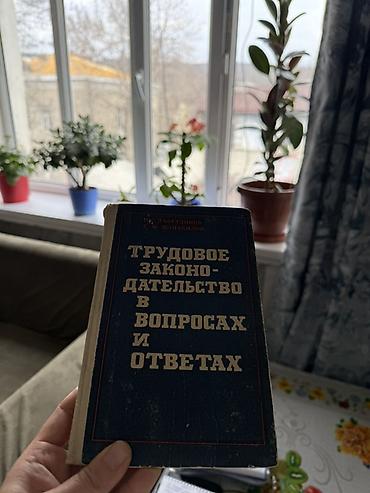 ТРУДОВОЕ
ЗАКОНО-
ДАТЕЛЬСТВО
В
ВОПРОСАХ
И
ОТВЕТАХ